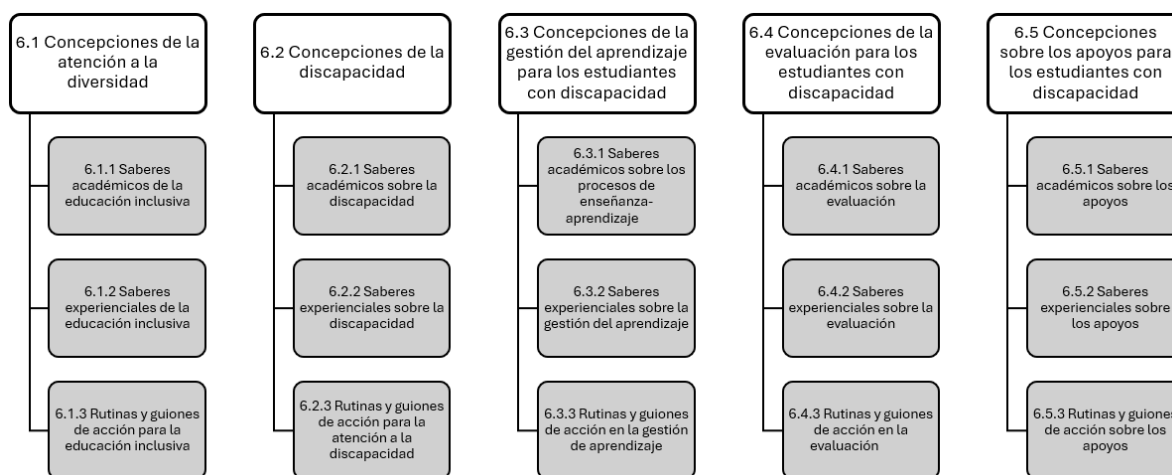 6.1 Concepciones de la
atención a la
diversidad
6.1.1 Saberes
académicos de la
educación inclusiva
6.1.2 Saberes
experienciales de la
educación inclusiva
6.1.3 Rutinas y guiones
de acción para la
educación inclusiva
6.2 Concepciones de la
discapacidad
6.2.1 Saberes
académicos sobre la
discapacidad
6.2.2 Saberes
experienciales sobre la
discapacidad
6.2.3 Rutinas y guiones
de acción para la
atención a la
discapacidad
6.3 Concepciones de la
gestión del aprendizaje
para los estudiantes
con discapacidad
6.3.1 Saberes
académicos sobre los
procesos de
enseñanza-
aprendizaje
6.3.2 Saberes
experienciales sobre la
gestión del aprendizaje
6.3.3 Rutinas y guiones
de acción en la gestión
de aprendizaje
6.4 Concepciones de la
evaluación para los
estudiantes con
discapacidad
6.4.1 Saberes
académicos sobre la
evaluación
6.4.2 Saberes
experienciales sobre la
evaluación
6.4.3 Rutinas y guiones
de acción en la
evaluación
6.5 Concepciones
sobre los apoyos para
los estudiantes con
discapacidad
6.5.1 Saberes
académicos sobre los
apoyos
6.5.2 Saberes
experienciales sobre
los apoyos
6.5.3 Rutinas y guiones
de acción sobre los
apoyos